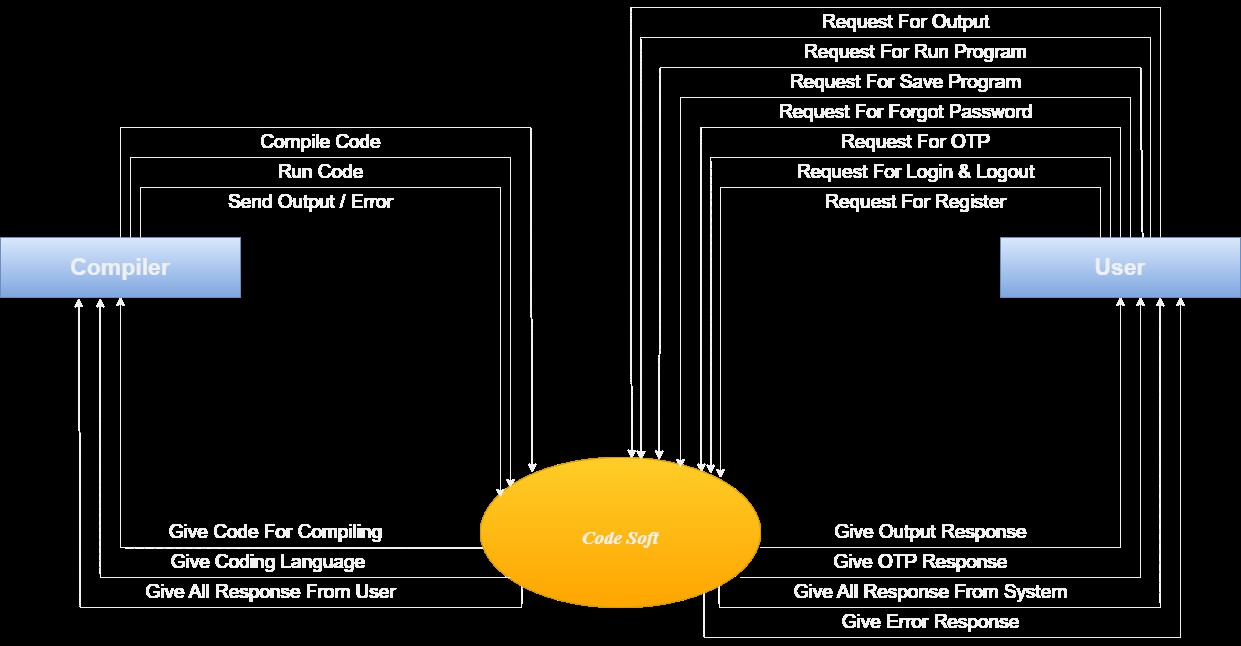 Request For Output
Request For Run Program
Request For Save Program
Request For Forgot Password
Compile Code
Request For OTP
Run Code
Request For Login & Logout
Send Output / Error
Request For Register
Compiler
User
Give Code For Compiling
Code Soft
Give Output Response
Give Coding Language
Give OTP Response
Give All Response From User
Give All Response From System
Give Error Response